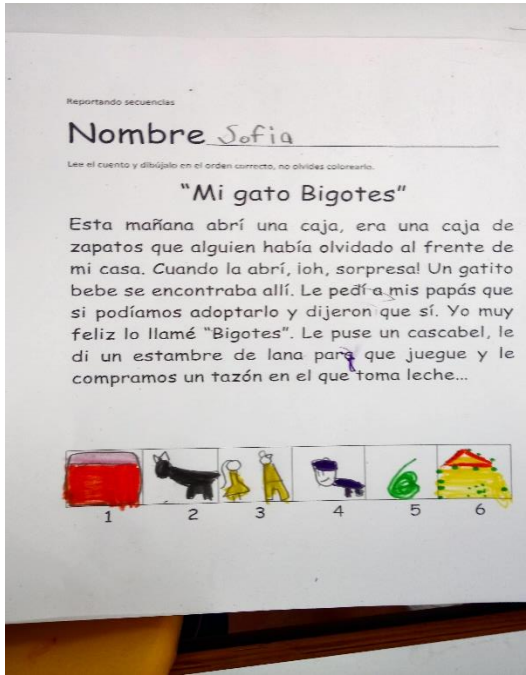 Reportando secuencias
Nombre Sofia
Lee el cuento y dibújalo en el orden correcto, no olvides colorearlo.
“Mi gato Bigotes”
Esta mañana abrí una caja, era una caja de
zapatos que alguien había olvidado al frente de
mi casa. Cuando la abrí, ¡oh, sorpresa! Un gatito
bebe se encontraba allí. Le pedí a mis papás que
si podíamos adoptarlo y dijeron que sí. Yo muy
feliz lo llamé “Bigotes”. Le puse un cascabel, le
di un estambre de lana para que juegue y le
compramos un tazón en el que toma leche...
1 2 3 4 5 6